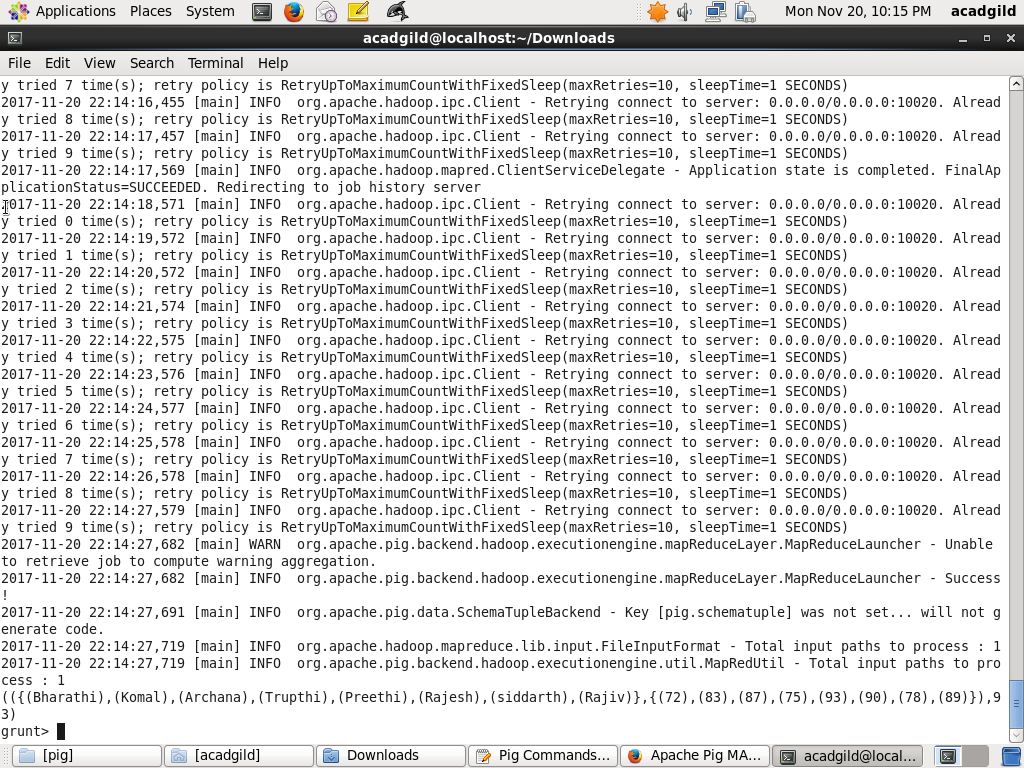 Applications Places System Mon Nov 20, 10:15 PM acadgild
acadgild@localhost:~/Downloads
File Edit View Search Terminal Help
y tried 7 time(s); retry policy is RetryUpToMaximumCountWithFixedSleep(maxRetries=10, sleepTime=1 SECONDS)
2017-11-20 22:14:16,455 [main] INFO  org.apache.hadoop.ipc.Client - Retrying connect to server: 0.0.0.0/0.0.0.0:10020. Alread
y tried 8 time(s); retry policy is RetryUpToMaximumCountWithFixedSleep(maxRetries=10, sleepTime=1 SECONDS)
2017-11-20 22:14:17,457 [main] INFO  org.apache.hadoop.ipc.Client - Retrying connect to server: 0.0.0.0/0.0.0.0:10020. Alread
y tried 9 time(s); retry policy is RetryUpToMaximumCountWithFixedSleep(maxRetries=10, sleepTime=1 SECONDS)
2017-11-20 22:14:17,569 [main] INFO  org.apache.hadoop.mapred.ClientServiceDelegate - Application state is completed. FinalAp
plicationStatus=SUCCEEDED. Redirecting to job history server
2017-11-20 22:14:18,571 [main] INFO  org.apache.hadoop.ipc.Client - Retrying connect to server: 0.0.0.0/0.0.0.0:10020. Alread
y tried 0 time(s); retry policy is RetryUpToMaximumCountWithFixedSleep(maxRetries=10, sleepTime=1 SECONDS)
2017-11-20 22:14:19,572 [main] INFO  org.apache.hadoop.ipc.Client - Retrying connect to server: 0.0.0.0/0.0.0.0:10020. Alread
y tried 1 time(s); retry policy is RetryUpToMaximumCountWithFixedSleep(maxRetries=10, sleepTime=1 SECONDS)
2017-11-20 22:14:20,572 [main] INFO  org.apache.hadoop.ipc.Client - Retrying connect to server: 0.0.0.0/0.0.0.0:10020. Alread
y tried 2 time(s); retry policy is RetryUpToMaximumCountWithFixedSleep(maxRetries=10, sleepTime=1 SECONDS)
2017-11-20 22:14:21,574 [main] INFO  org.apache.hadoop.ipc.Client - Retrying connect to server: 0.0.0.0/0.0.0.0:10020. Alread
y tried 3 time(s); retry policy is RetryUpToMaximumCountWithFixedSleep(maxRetries=10, sleepTime=1 SECONDS)
2017-11-20 22:14:22,575 [main] INFO  org.apache.hadoop.ipc.Client - Retrying connect to server: 0.0.0.0/0.0.0.0:10020. Alread
y tried 4 time(s); retry policy is RetryUpToMaximumCountWithFixedSleep(maxRetries=10, sleepTime=1 SECONDS)
2017-11-20 22:14:23,576 [main] INFO  org.apache.hadoop.ipc.Client - Retrying connect to server: 0.0.0.0/0.0.0.0:10020. Alread
y tried 5 time(s); retry policy is RetryUpToMaximumCountWithFixedSleep(maxRetries=10, sleepTime=1 SECONDS)
2017-11-20 22:14:24,577 [main] INFO  org.apache.hadoop.ipc.Client - Retrying connect to server: 0.0.0.0/0.0.0.0:10020. Alread
y tried 6 time(s); retry policy is RetryUpToMaximumCountWithFixedSleep(maxRetries=10, sleepTime=1 SECONDS)
2017-11-20 22:14:25,578 [main] INFO  org.apache.hadoop.ipc.Client - Retrying connect to server: 0.0.0.0/0.0.0.0:10020. Alread
y tried 7 time(s); retry policy is RetryUpToMaximumCountWithFixedSleep(maxRetries=10, sleepTime=1 SECONDS)
2017-11-20 22:14:26,578 [main] INFO  org.apache.hadoop.ipc.Client - Retrying connect to server: 0.0.0.0/0.0.0.0:10020. Alread
y tried 8 time(s); retry policy is RetryUpToMaximumCountWithFixedSleep(maxRetries=10, sleepTime=1 SECONDS)
2017-11-20 22:14:27,579 [main] INFO  org.apache.hadoop.ipc.Client - Retrying connect to server: 0.0.0.0/0.0.0.0:10020. Alread
y tried 9 time(s); retry policy is RetryUpToMaximumCountWithFixedSleep(maxRetries=10, sleepTime=1 SECONDS)
2017-11-20 22:14:27,682 [main] WARN  org.apache.pig.backend.hadoop.executionengine.mapReduceLayer.MapReduceLauncher - Unable
to retrieve job to compute warning aggregation.
2017-11-20 22:14:27,682 [main] INFO  org.apache.pig.backend.hadoop.executionengine.mapReduceLayer.MapReduceLauncher - Success
!
2017-11-20 22:14:27,691 [main] INFO  org.apache.pig.data.SchemaTupleBackend - Key [pig.schematuple] was not set... will not g
enerate code.
2017-11-20 22:14:27,719 [main] INFO  org.apache.hadoop.mapreduce.lib.input.FileInputFormat - Total input paths to process : 1
2017-11-20 22:14:27,719 [main] INFO  org.apache.pig.backend.hadoop.executionengine.util.MapRedUtil - Total input paths to pro
cess : 1
(({(Bharathi),(Komal),(Archana),(Trupthi),(Preethi),(Rajesh),(siddarth),(Rajiv)},{(72),(83),(87),(75),(93),(90),(78),(89)}),9
3)
grunt>
[pig] [acadgild] Downloads Pig Commands... Apache Pig MA... acadgild@local...